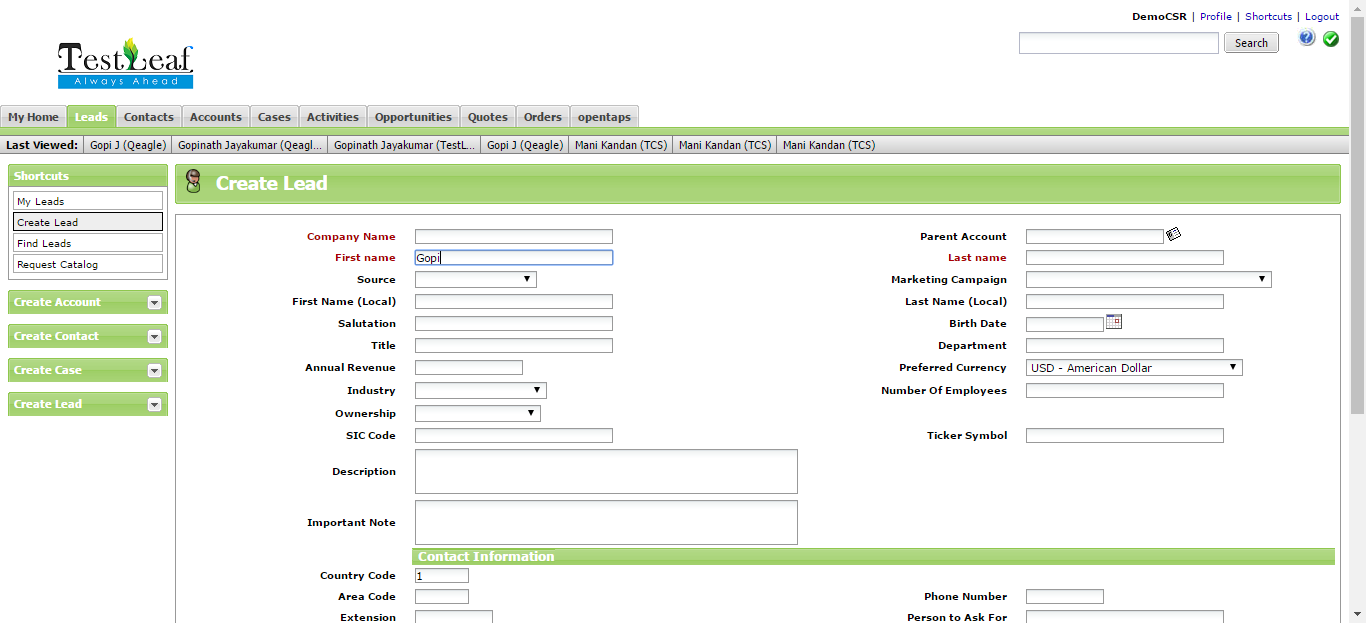 DemoCSR | Profile | Shortcuts | Logout
TestLeaf
Always Ahead
Search
My Home Leads Contacts Accounts Cases Activities Opportunities Quotes Orders opentaps
Last Viewed: Gopi J (Qeagle) Gopinath Jayakumar (Qeagl... Gopinath Jayakumar (TestL... Gopi J (Qeagle) Mani Kandan (TCS) Mani Kandan (TCS) Mani Kandan (TCS)
Shortcuts
My Leads
Create Lead
Find Leads
Request Catalog
Create Account
Create Contact
Create Case
Create Lead
Create Lead
Company Name Parent Account
First name Gopi Last name
Source Marketing Campaign
First Name (Local) Last Name (Local)
Salutation Birth Date
Title Department
Annual Revenue Preferred Currency USD - American Dollar
Industry Number Of Employees
Ownership
SIC Code Ticker Symbol
Description
Important Note
Contact Information
Country Code 1
Area Code Phone Number
Extension Person to Ask For